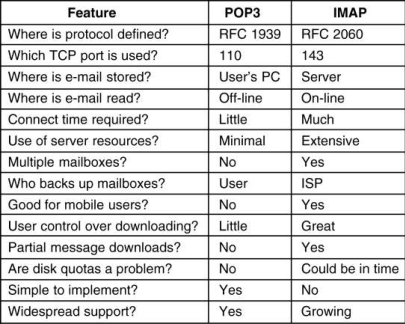 Feature POP3 IMAP
Where is protocol defined? RFC 1939 RFC 2060
Which TCP port is used? 110 143
Where is e-mail stored? User's PC Server
Where is e-mail read? Off-line On-line
Connect time required? Little Much
Use of server resources? Minimal Extensive
Multiple mailboxes? No Yes
Who backs up mailboxes? User ISP
Good for mobile users? No Yes
User control over downloading? Little Great
Partial message downloads? No Yes
Are disk quotas a problem? No Could be in time
Simple to implement? Yes No
Widespread support? Yes Growing